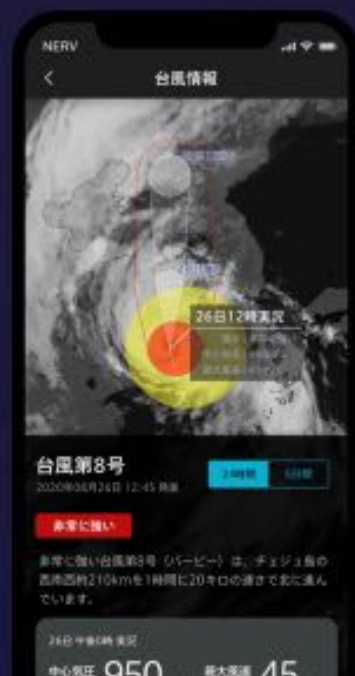 NERV
台風情報
26日12時実況
台風第8号
24時間
5日間
2020年08月26日 12:45 発表
非常に強い
非常に強い台風第8号（バービー）は、チェジュ島の
西南西約210kmを1時間に20キロの速さで北に進ん
でいます。
26日 午後0時 実況
中心気圧 950
最大風速 45